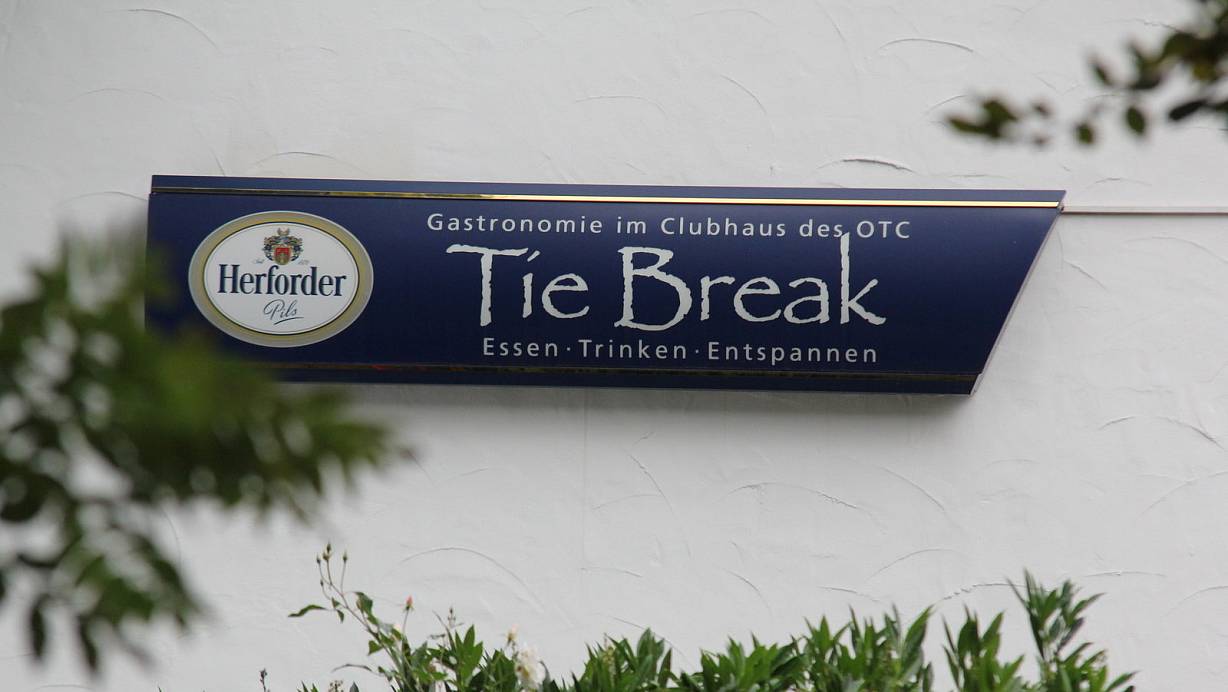 Herforder
Pils
Gastronomie im Clubhaus des OTC
Tie Break
Essen · Trinken · Entspannen